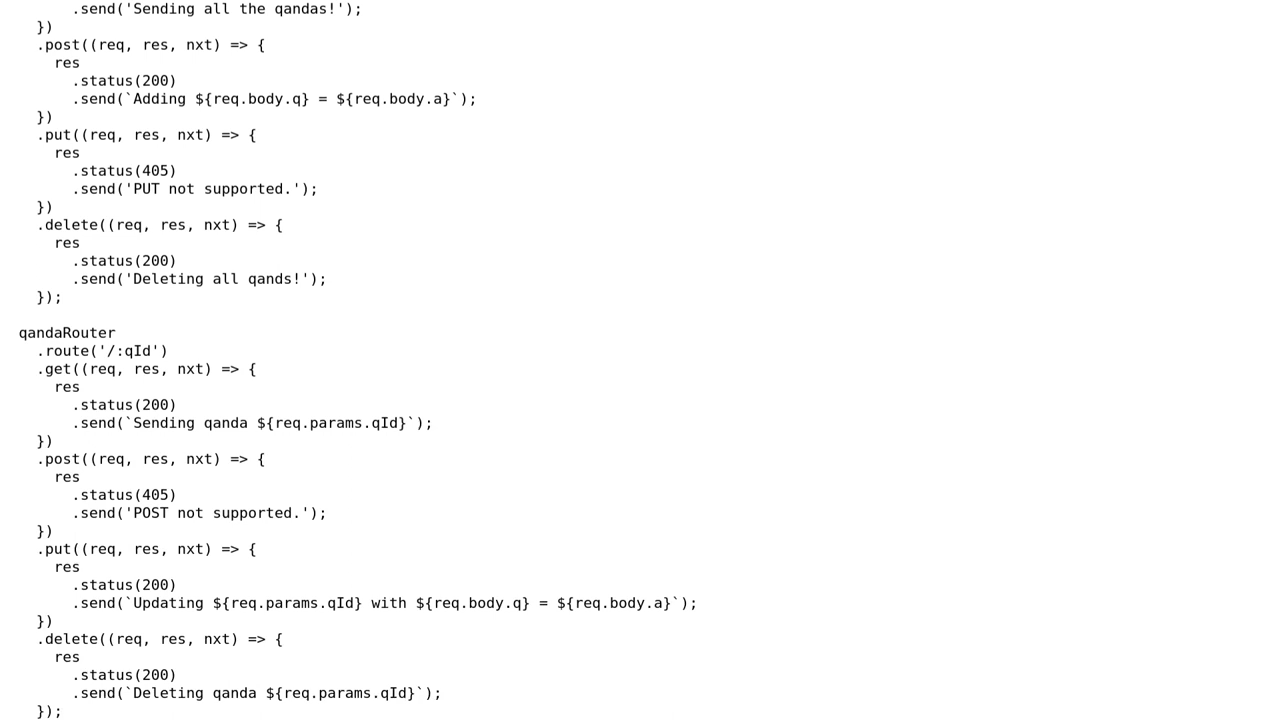 .send('Sending all the qandas!');
  })
  .post((req, res, nxt) => {
    res
      .status(200)
      .send(`Adding ${req.body.q} = ${req.body.a}`);
  })
  .put((req, res, nxt) => {
    res
      .status(405)
      .send('PUT not supported.');
  })
  .delete((req, res, nxt) => {
    res
      .status(200)
      .send('Deleting all qands!');
  });

qandaRouter
  .route('/:qId')
  .get((req, res, nxt) => {
    res
      .status(200)
      .send(`Sending qanda ${req.params.qId}`);
  })
  .post((req, res, nxt) => {
    res
      .status(405)
      .send('POST not supported.');
  })
  .put((req, res, nxt) => {
    res
      .status(200)
      .send(`Updating ${req.params.qId} with ${req.body.q} = ${req.body.a}`);
  })
  .delete((req, res, nxt) => {
    res
      .status(200)
      .send(`Deleting qanda ${req.params.qId}`);
  });